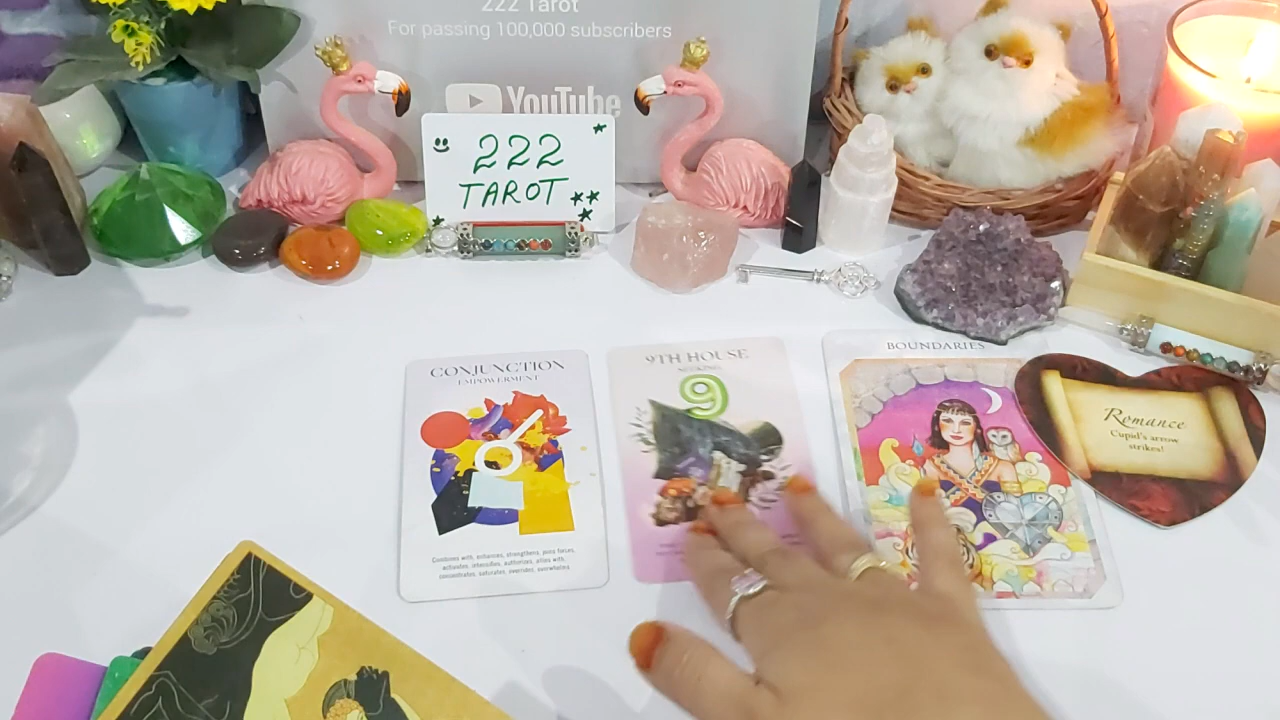 222 Tarot
For passing 100,000 subscribers
YouTube
222
TAROT
CONJUNCTION
EMPOWERMENT
Combines with, enhances, strengthens, joins forces,
activates, intensifies, authorizes, allies with,
concentrates, saturates, overrides, overwhelms
9TH HOUSE
9
BOUNDARIES
Romance
Cupid's arrow
strikes!